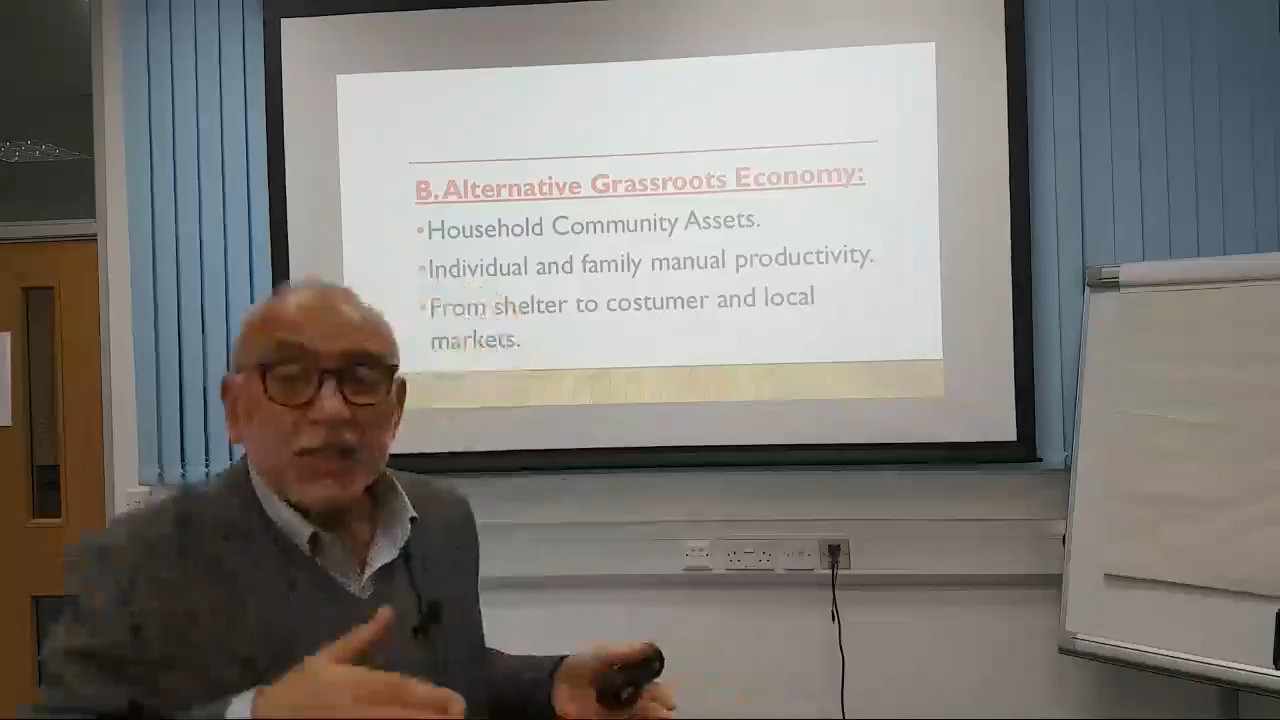 B. Alternative Grassroots Economy:
•Household Community Assets.
•Individual and family manual productivity.
•From shelter to costumer and local
markets.